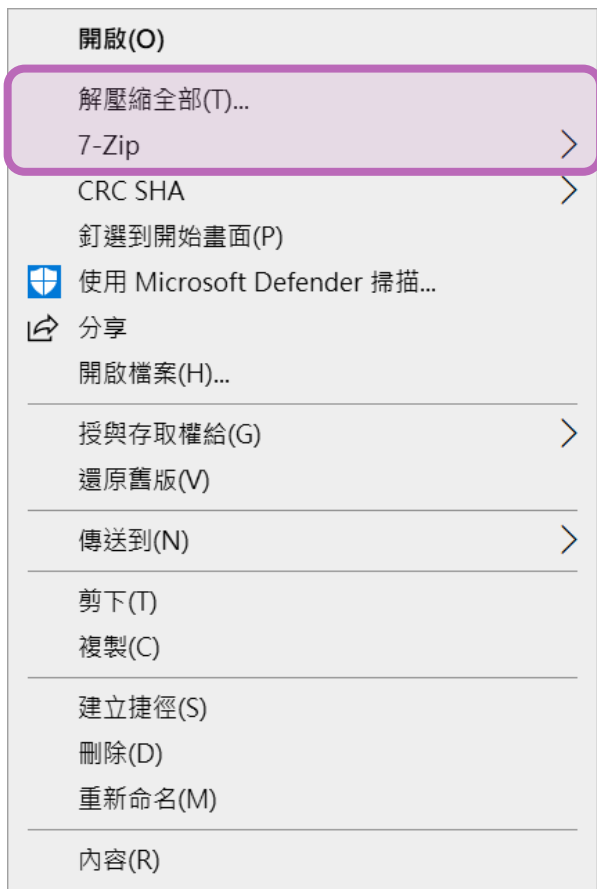 開啟(O)
解壓縮全部(T)...
7-Zip
CRC SHA
釘選到開始畫面(P)
使用 Microsoft Defender 掃描...
分享
開啟檔案(H)...
授與存取權給(G)
還原舊版(V)
傳送到(N)
剪下(T)
複製(C)
建立捷徑(S)
刪除(D)
重新命名(M)
內容(R)